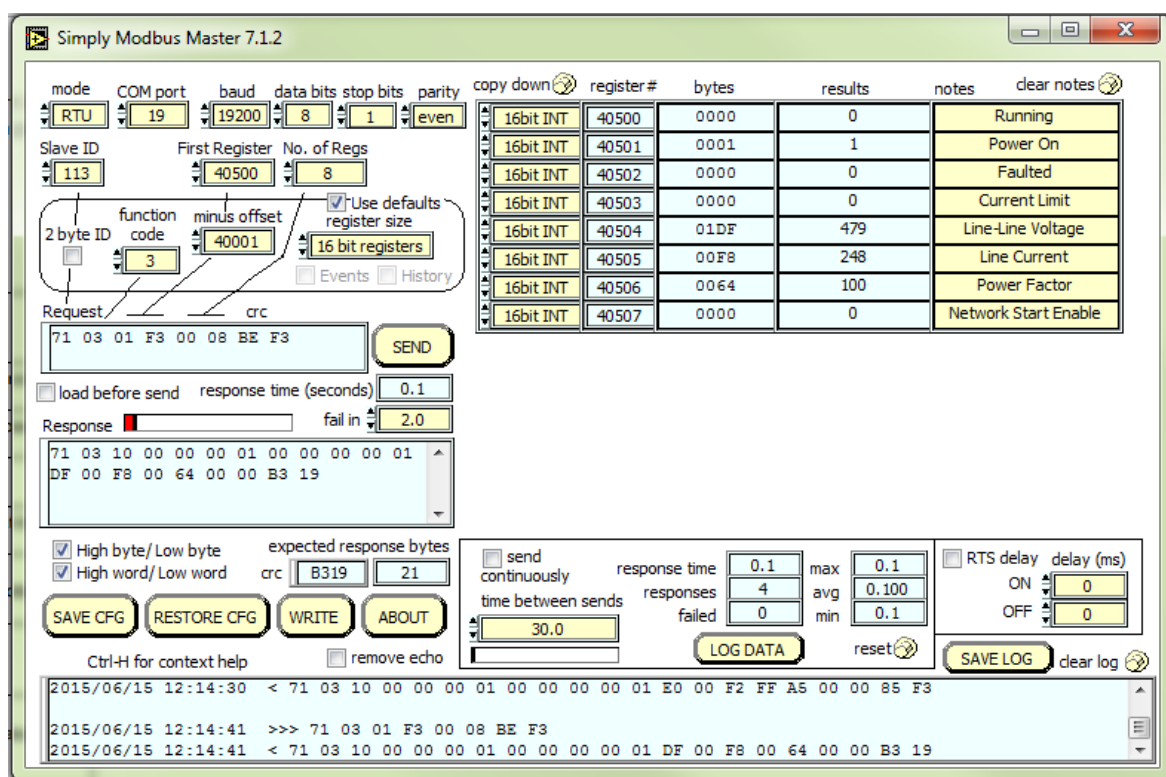 Simply Modbus Master 7.1.2
mode COM port baud data bits stop bits parity
RTU 19 19200 8 1 even
Slave ID First Register No. of Regs
113 40500 8
Use defaults
function minus offset register size
2 byte ID code 40001 16 bit registers
3
Events History
Request crc
71 03 01 F3 00 08 BE F3
SEND
load before send response time (seconds) 0.1
Response fail in 2.0
71 03 10 00 00 00 01 00 00 00 00 01
DF 00 F8 00 64 00 00 B3 19
High byte/Low byte expected response bytes
High word/Low word crc B319 21
SAVE CFG RESTORE CFG WRITE ABOUT
Ctrl-H for context help remove echo
copy down register# bytes results notes clear notes
16bit INT 40500 0000 0 Running
16bit INT 40501 0001 1 Power On
16bit INT 40502 0000 0 Faulted
16bit INT 40503 0000 0 Current Limit
16bit INT 40504 01DF 479 Line-Line Voltage
16bit INT 40505 00F8 248 Line Current
16bit INT 40506 0064 100 Power Factor
16bit INT 40507 0000 0 Network Start Enable
send
continuously
time between sends
30.0
response time 0.1 max 0.1
responses 4 avg 0.100
failed 0 min 0.1
LOG DATA reset
RTS delay delay (ms)
ON 0
OFF 0
SAVE LOG clear log
2015/06/15 12:14:30 < 71 03 10 00 00 00 01 00 00 00 00 01 E0 00 F2 FF A5 00 00 85 F3
2015/06/15 12:14:41 >>> 71 03 01 F3 00 08 BE F3
2015/06/15 12:14:41 < 71 03 10 00 00 00 01 00 00 00 00 01 DF 00 F8 00 64 00 00 B3 19